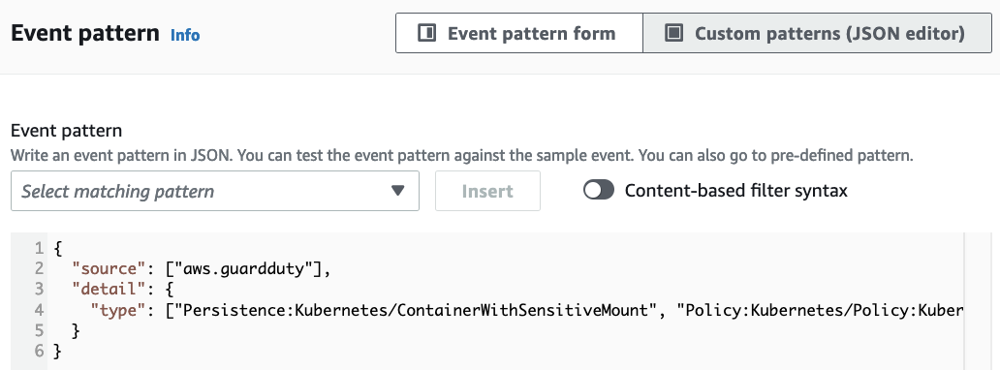 Event pattern Info
Event pattern form
Custom patterns (JSON editor)
Event pattern
Write an event pattern in JSON. You can test the event pattern against the sample event. You can also go to pre-defined pattern.
Select matching pattern
Insert
Content-based filter syntax
1 {
2   "source": ["aws.guardduty"],
3   "detail": {
4     "type": ["Persistence:Kubernetes/ContainerWithSensitiveMount", "Policy:Kubernetes/Policy:Kuber
5   }
6 }